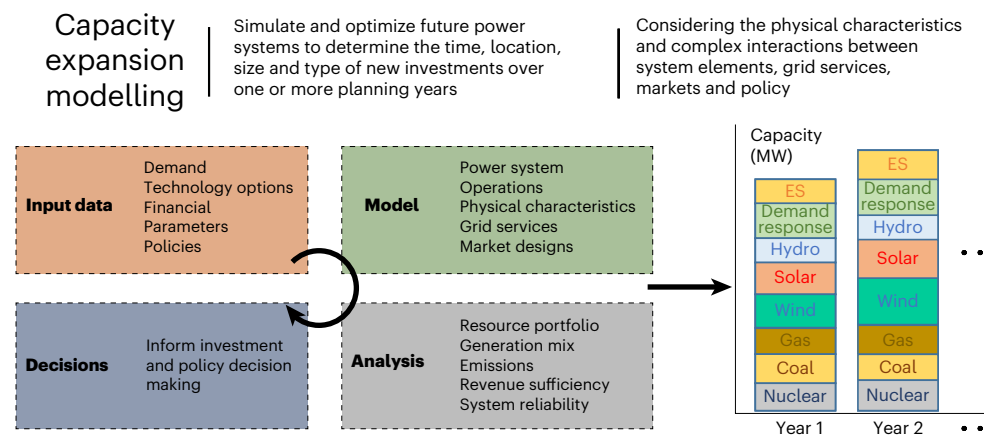 Capacity
expansion
modelling
Simulate and optimize future power
systems to determine the time, location,
size and type of new investments over
one or more planning years
Considering the physical characteristics
and complex interactions between
system elements, grid services,
markets and policy
Input data
Demand
Technology options
Financial
Parameters
Policies
Model
Power system
Operations
Physical characteristics
Grid services
Market designs
Decisions
Inform investment
and policy decision
making
Analysis
Resource portfolio
Generation mix
Emissions
Revenue sufficiency
System reliability
Capacity
(MW)
ES
Demand
response
Hydro
Solar
Wind
Gas
Coal
Nuclear
Year 1
ES
Demand
response
Hydro
Solar
Wind
Gas
Coal
Nuclear
Year 2